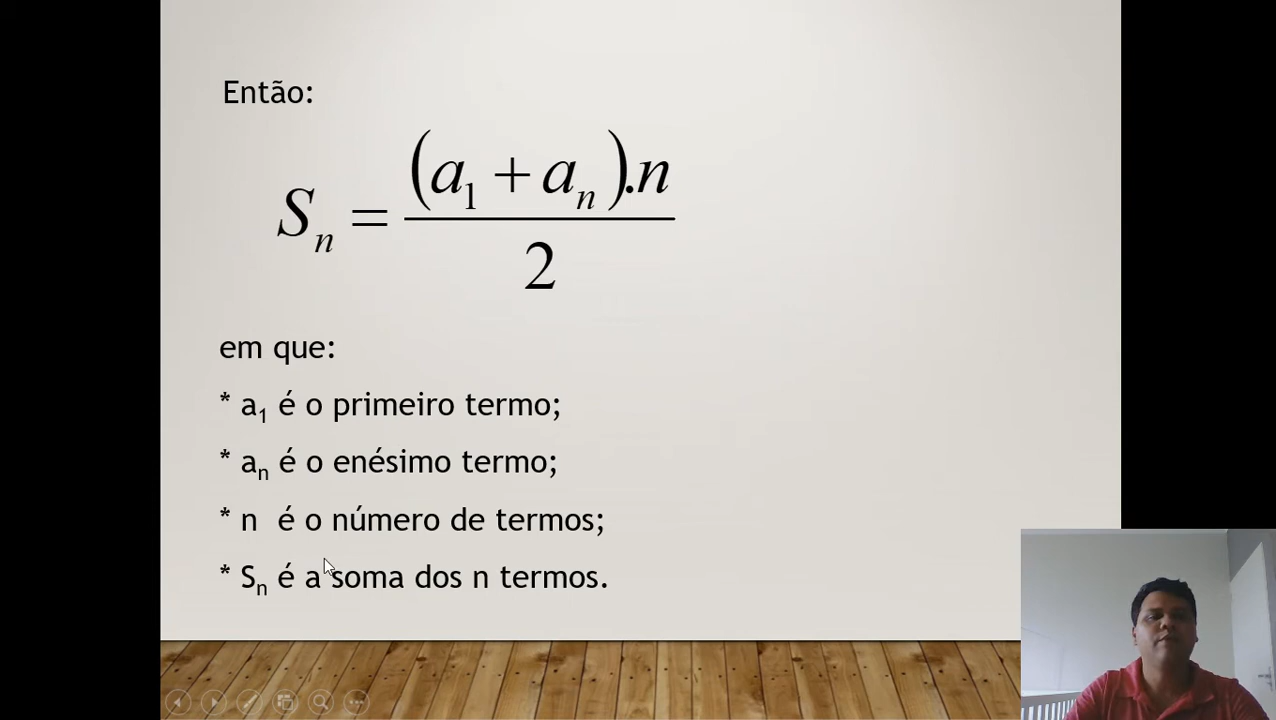 Então:
Sₙ = (a₁ + aₙ).n / 2
em que:
* a₁ é o primeiro termo;
* aₙ é o enésimo termo;
* n é o número de termos;
* Sₙ é a soma dos n termos.